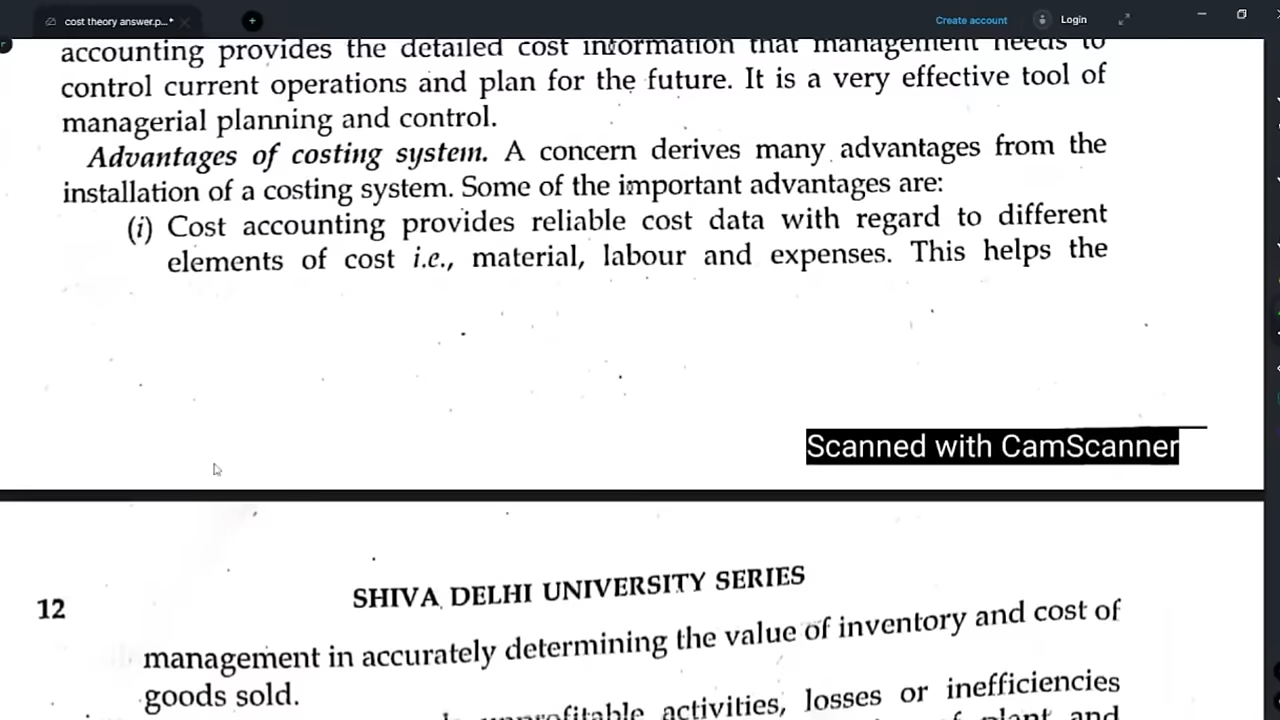 cost theory answer.p...*
+
Create account
Login
accounting provides the detailed cost information that management needs to
control current operations and plan for the future. It is a very effective tool of
managerial planning and control.
Advantages of costing system. A concern derives many advantages from the
installation of a costing system. Some of the important advantages are:
(i) Cost accounting provides reliable cost data with regard to different
elements of cost i.e., material, labour and expenses. This helps the
Scanned with CamScanner
12
SHIVA DELHI UNIVERSITY SERIES
management in accurately determining the value of inventory and cost of
goods sold.
unprofitable activities, losses or inefficiencies
of plant and